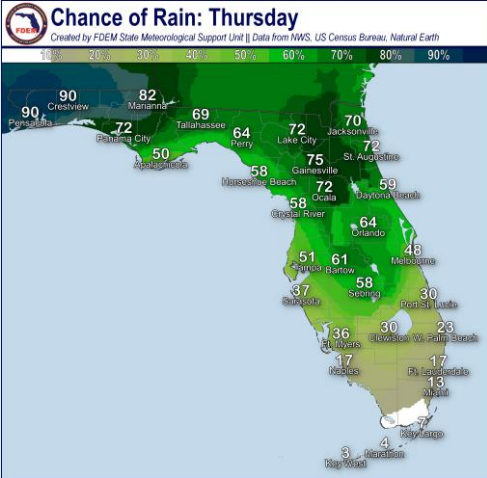 Chance of Rain: Thursday
Created by FDEM State Meteorological Support Unit || Data from NWS, US Census Bureau, Natural Earth
FDEM
10% 20% 30% 40% 50% 60% 70% 80% 90%
90
Crestview
82
Marianna
90
Pensacola
72
Panama City
69
Tallahassee
64
Perry
72
Lake City
70
Jacksonville
72
St. Augustine
50
Apalachicola
75
Gainesville
58
Horseshoe Beach
72
Ocala
59
Daytona Beach
58
Crystal River
64
Orlando
51
Tampa
61
Bartow
48
Melbourne
58
Sebring
37
Sarasota
30
Port St. Lucie
36
Ft. Myers
30
Clewiston
23
W. Palm Beach
17
Naples
17
Ft. Lauderdale
13
Miami
7
Key Largo
4
Marathon
3
Key West